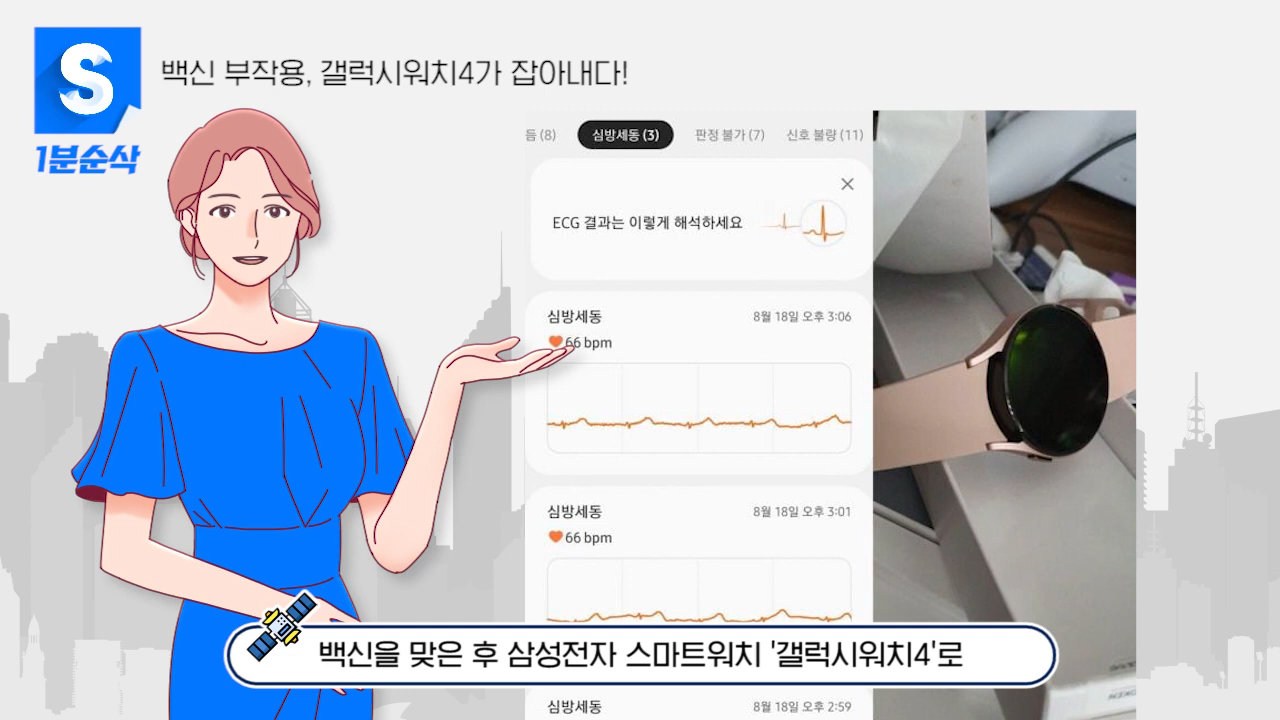 S
1분순삭
백신 부작용, 갤럭시워치4가 잡아내다!
듬 (8) 심방세동 (3) 판정 불가 (7) 신호 불량 (11)
ECG 결과는 이렇게 해석하세요
심방세동 8월 18일 오후 3:06
66 bpm
심방세동 8월 18일 오후 3:01
66 bpm
백신을 맞은 후 삼성전자 스마트워치 '갤럭시워치4'로
심방세동 8월 18일 오후 2:59